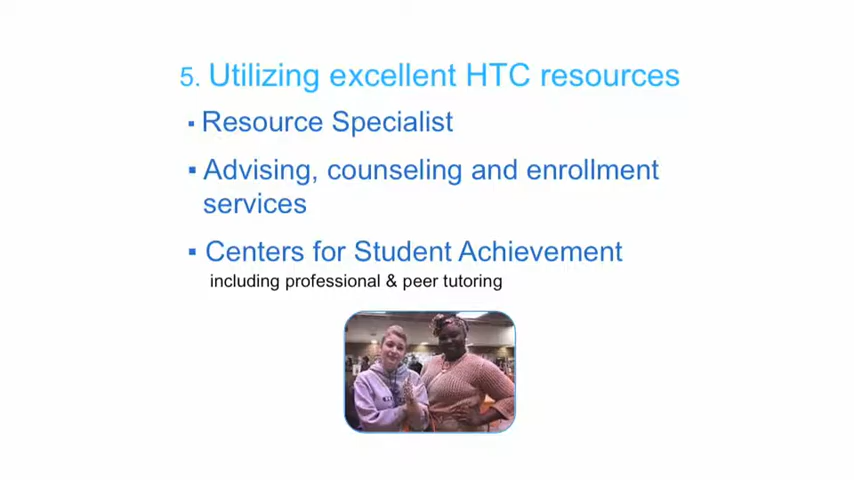 5. Utilizing excellent HTC resources
▪ Resource Specialist
▪ Advising, counseling and enrollment
services
▪ Centers for Student Achievement
including professional & peer tutoring